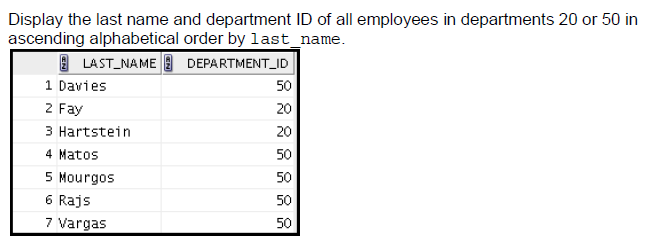 Display the last name and department ID of all employees in departments 20 or 50 in
ascending alphabetical order by last_name.
LAST_NAME DEPARTMENT_ID
1 Davies 50
2 Fay 20
3 Hartstein 20
4 Matos 50
5 Mourgos 50
6 Rajs 50
7 Vargas 50